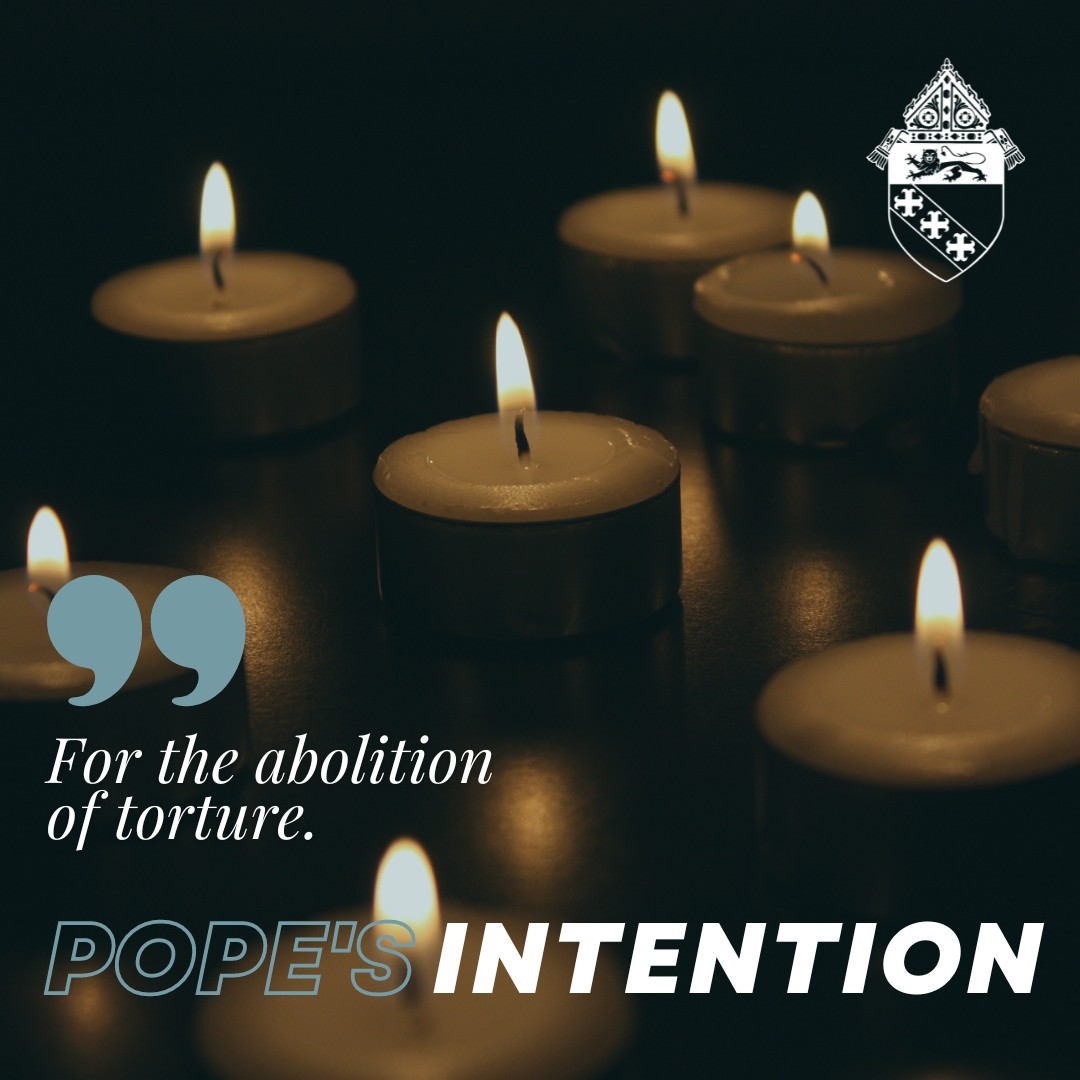 ”
For the abolition
of torture.
POPE'S INTENTION